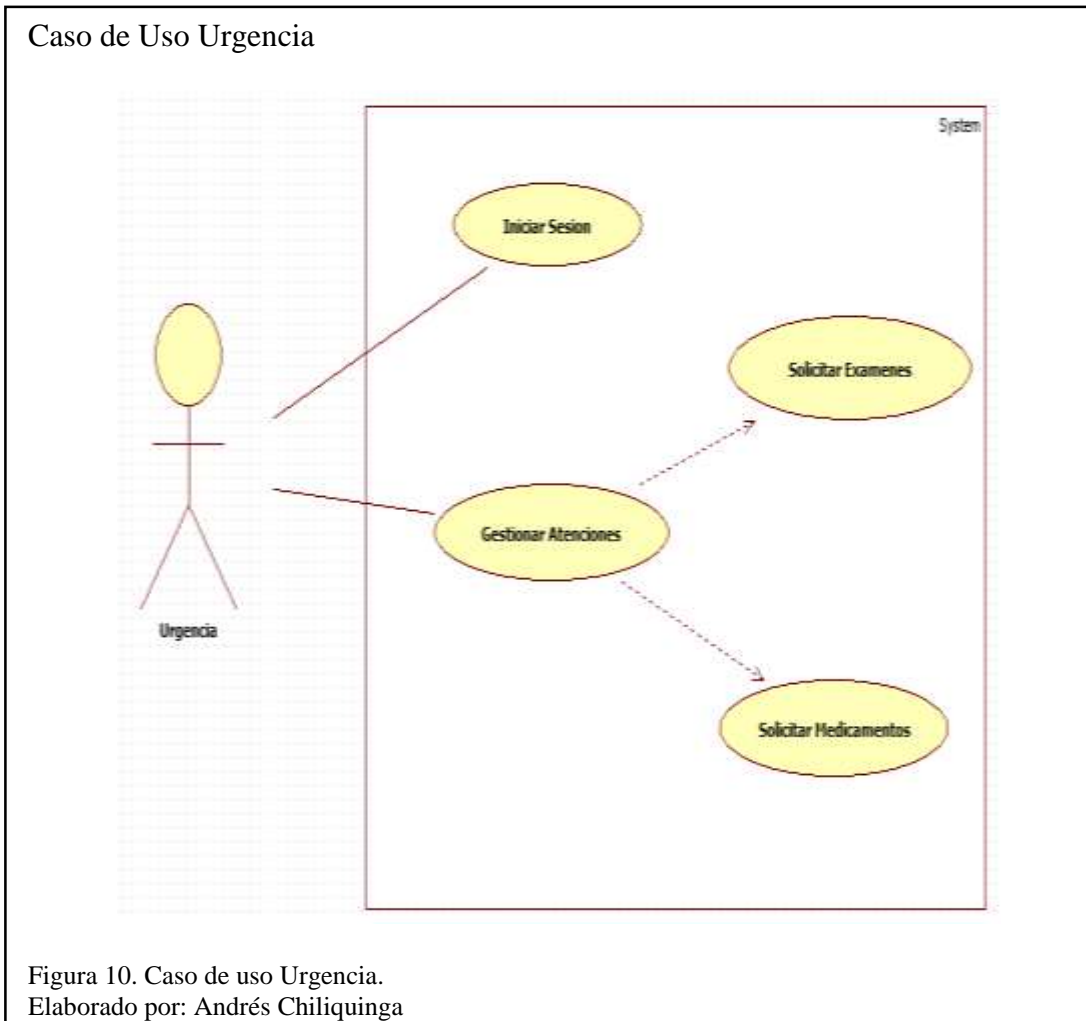 Caso de Uso Urgencia
System
Iniciar Sesion
Solicitar Examenes
Gestionar Atenciones
Urgencia
Solicitar Medicamentos
Figura 10. Caso de uso Urgencia.
Elaborado por: Andrés Chiliquinga